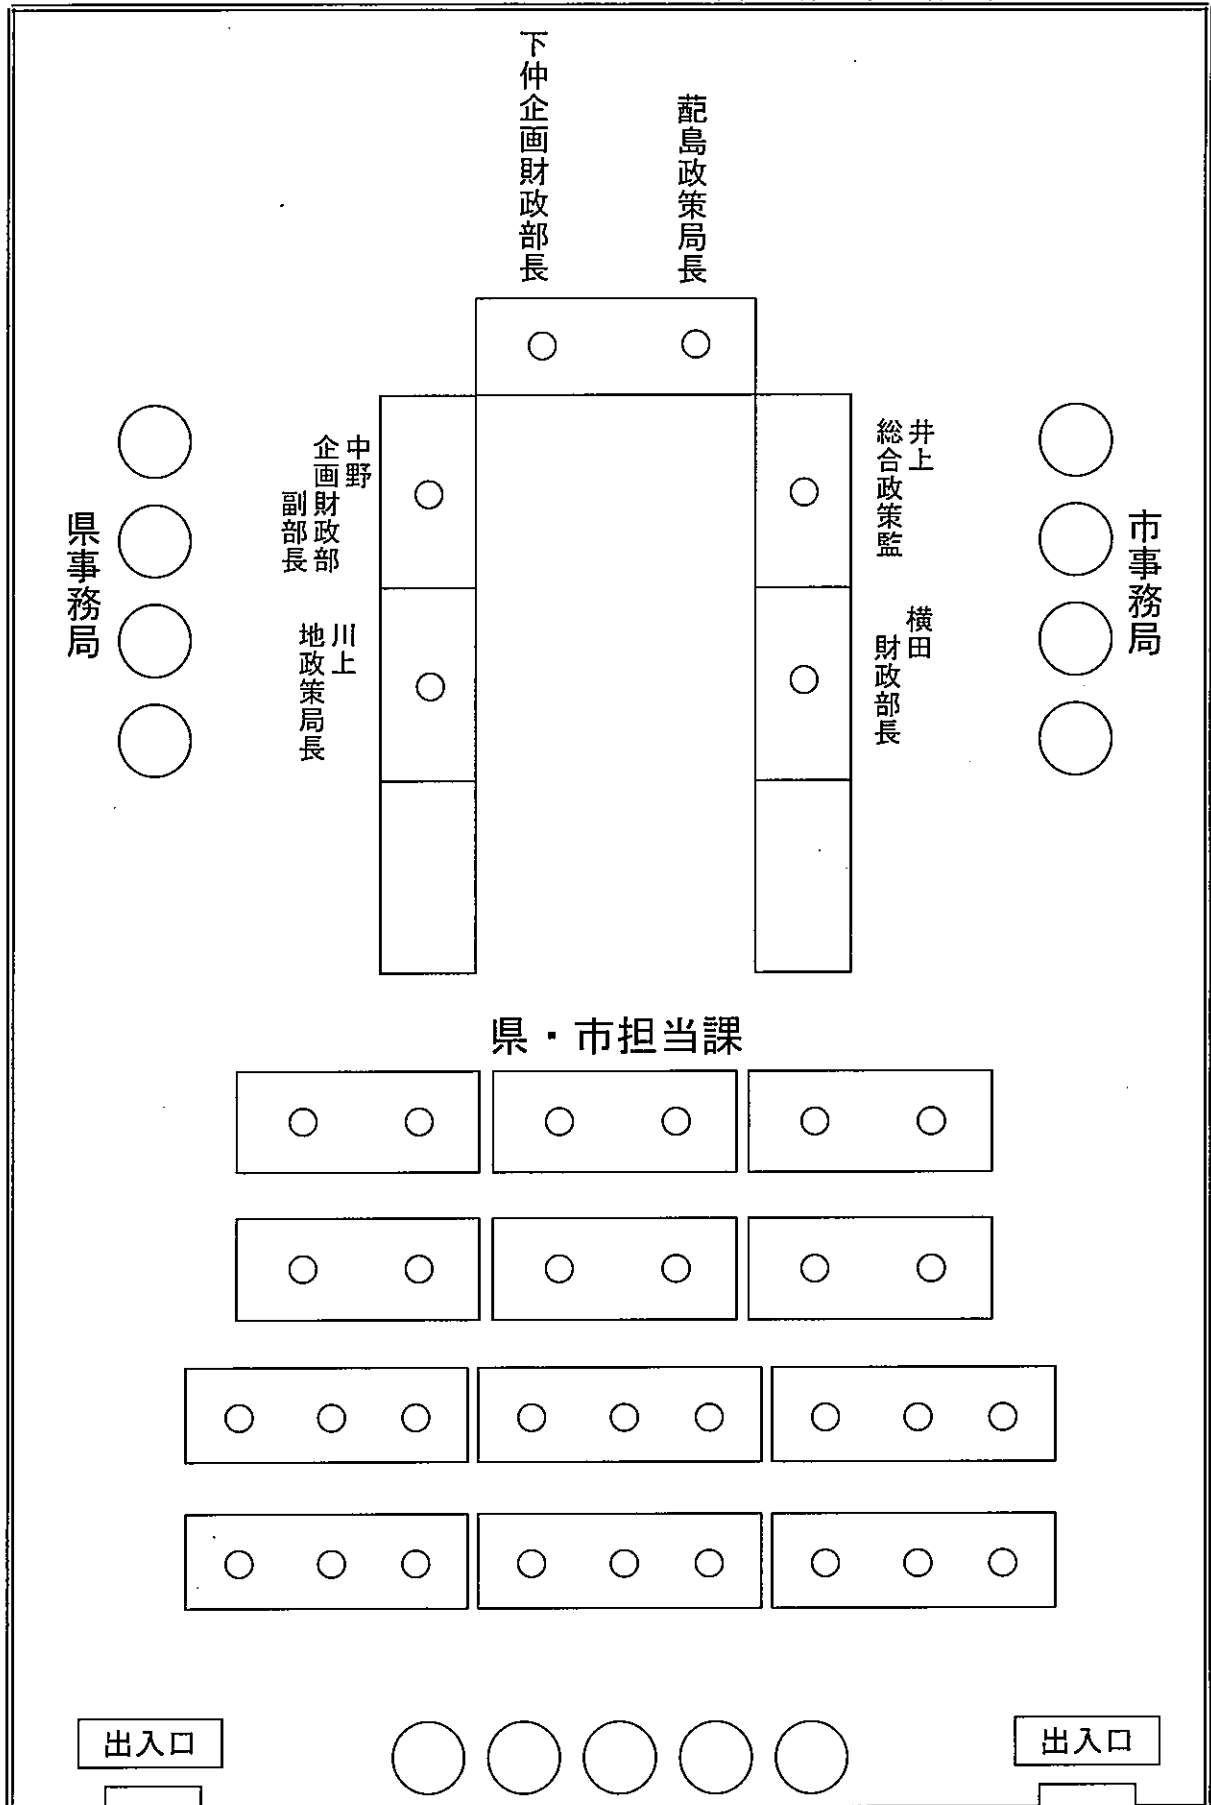 下仲企画財政部長
蓜島政策局長
中野
企画財政部
副部長
川上
地政策局長
井上
総合政策監
横田
財政部長
県事務局
市事務局
県・市担当課
出入口
出入口